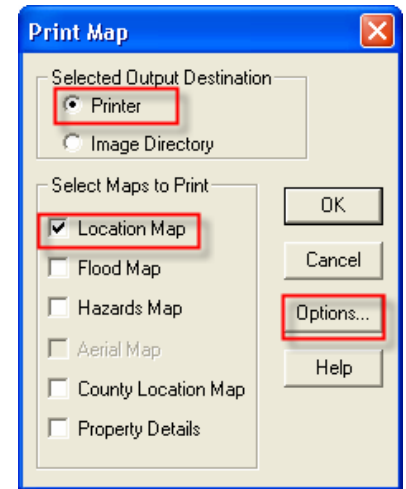 Print Map
Selected Output Destination
Printer
Image Directory
Select Maps to Print
Location Map
Flood Map
Hazards Map
Aerial Map
County Location Map
Property Details
OK
Cancel
Options...
Help